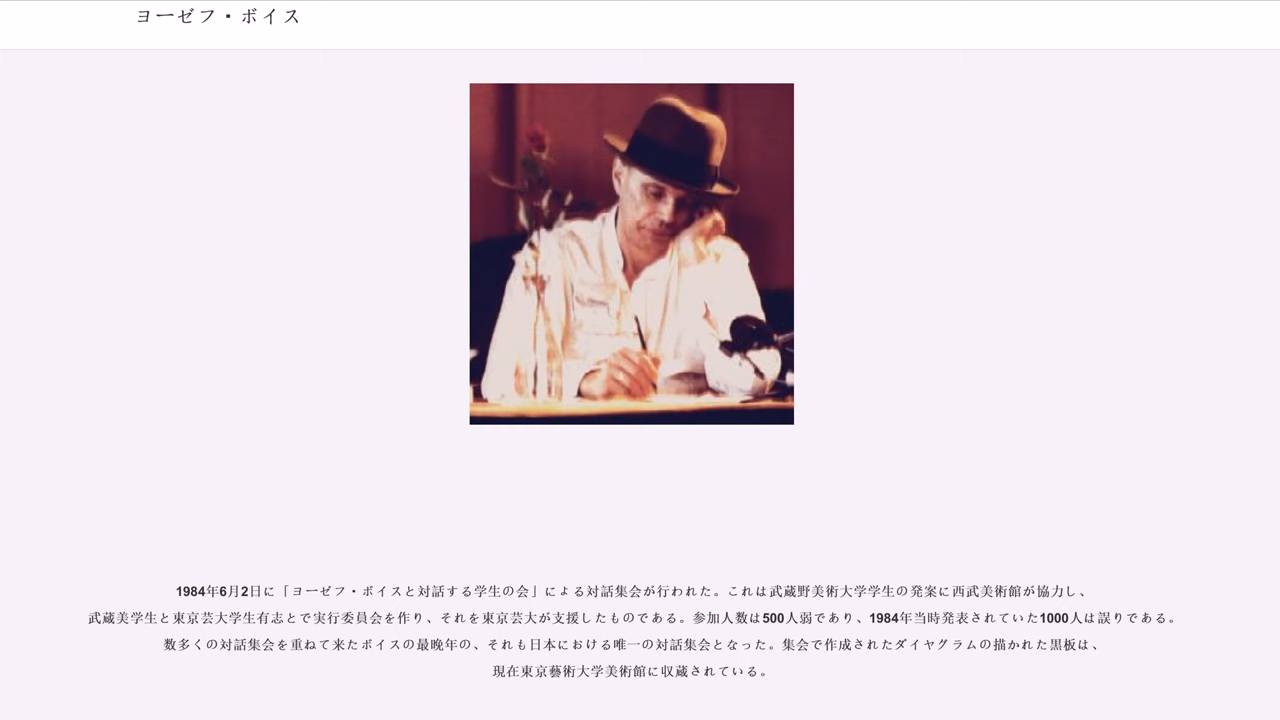 ヨーゼフ・ボイス
1984年6月2日に「ヨーゼフ・ボイスと対話する学生の会」による対話集会が行われた。これは武蔵野美術大学学生の発案に西武美術館が協力し、
武蔵美学生と東京芸大学生有志とで実行委員会を作り、それを東京芸大が支援したものである。参加人数は500人弱であり、1984年当時発表されていた1000人は誤りである。
数多くの対話集会を重ねて来たボイスの最晩年の、それも日本における唯一の対話集会となった。集会で作成されたダイヤグラムの描かれた黒板は、
現在東京藝術大学美術館に収蔵されている。